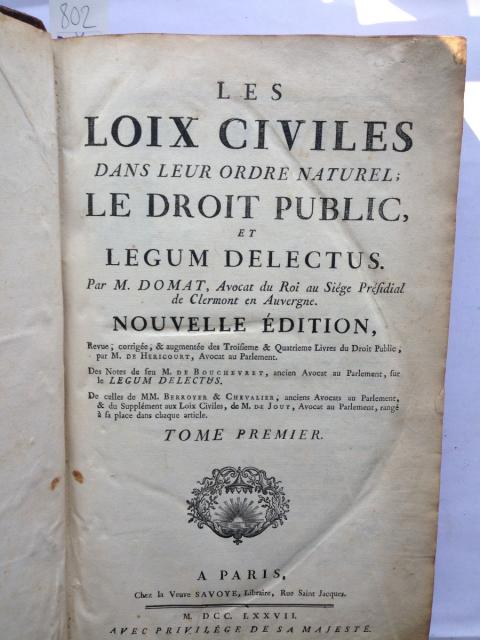 802
LES
LOIX CIVILES
DANS LEUR ORDRE NATUREL;
LE DROIT PUBLIC,
ET
LEGUM DELECTUS.
Par M. DOMAT, Avocat du Roi au Siége Préſidial
de Clermont en Auvergne.
NOUVELLE ÉDITION,
Revue, corrigée, & augmentée des Troiſieme & Quatrieme Livres du Droit Public,
par M. DE HERICOURT, Avocat au Parlement.
Des Notes de feu M. DE BOUCHEVRET, ancien Avocat au Parlement, ſur
le LEGUM DELECTUS.
De celles de MM. BERROYER & CHEVALIER, anciens Avocats au Parlement,
& du Supplément aux Loix Civiles, de M. DE JOUY, Avocat au Parlement, rangé
à ſa place dans chaque article.
TOME PREMIER.
A PARIS,
Chez la Veuve SAVOYE, Libraire, Rue Saint Jacques.
M. DCC. LXXVII.
AVEC PRIVILÉGE DE SA MAJESTÉ.